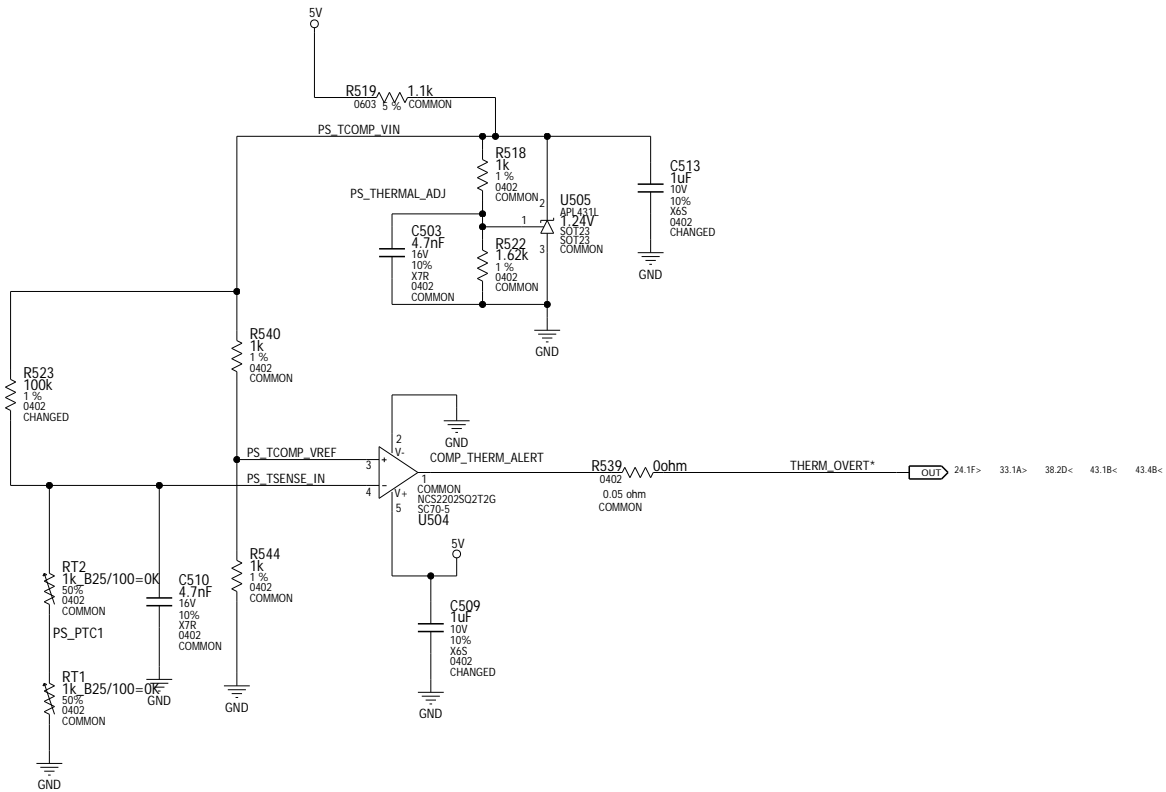 5V
R519 1.1k
0603 5 % COMMON
PS_TCOMP_VIN
R518
1k
1 %
0402
COMMON
PS_THERMAL_ADJ
C503
4.7nF
16V
10%
X7R
0402
COMMON
R522
1.62k
1 %
0402
COMMON
2
1
3
U505
APL431L
1.24V
SOT23
SOT23
COMMON
GND
C513
1uF
10V
10%
X6S
0402
CHANGED
GND
R540
1k
1 %
0402
COMMON
R523
100k
1 %
0402
CHANGED
PS_TCOMP_VREF
PS_TSENSE_IN
2
V-
GND
3
+
4
-
1
V+
5
COMP_THERM_ALERT
COMMON
NCS2202SQ2T2G
SC70-5
U504
R539 0ohm
0402
0.05 ohm
COMMON
THERM_OVERT*
OUT
24.1F> 33.1A> 38.2D< 43.1B< 43.4B<
5V
C509
1uF
10V
10%
X6S
0402
CHANGED
GND
R544
1k
1 %
0402
COMMON
GND
RT2
1k_B25/100=0K
50%
0402
COMMON
C510
4.7nF
16V
10%
X7R
0402
COMMON
GND
PS_PTC1
RT1
1k_B25/100=0K
50%
0402
COMMON
GND